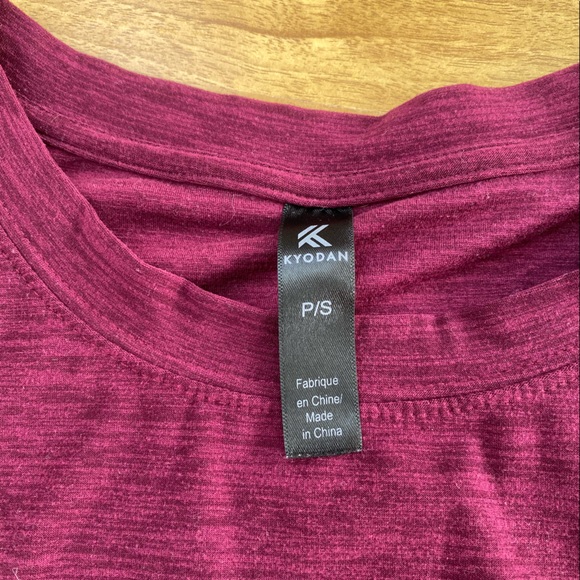 KYODAN
P/S
Fabrique
en Chine/
Made
in China